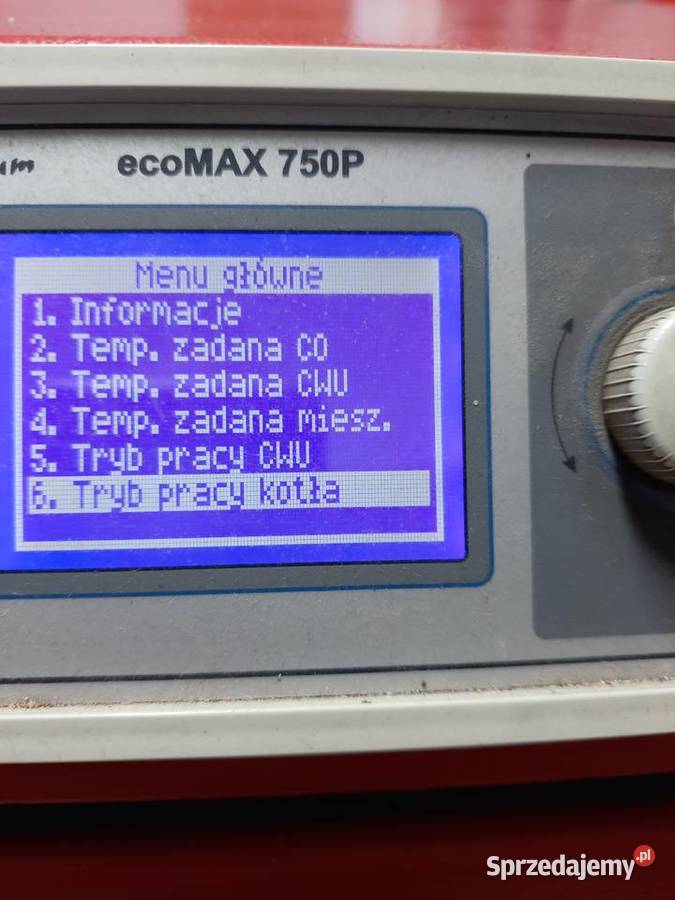 ecoMAX 750P
Menu główne
1. Informacje
2. Temp. zadana CO
3. Temp. zadana CWU
4. Temp. zadana miesz.
5. Tryb pracy CWU
6. Tryb pracy kotła
Sprzedajemy.pl